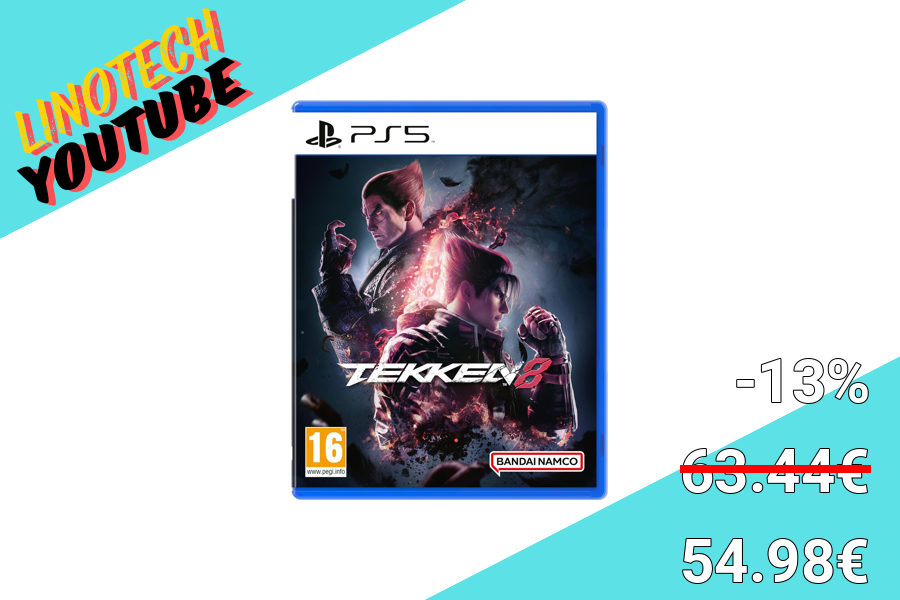 LINOTECH
YOUTUBE
PS5
TEKKEN 8
16
www.pegi.info
BANDAI NAMCO
-13%
63.44€
54.98€